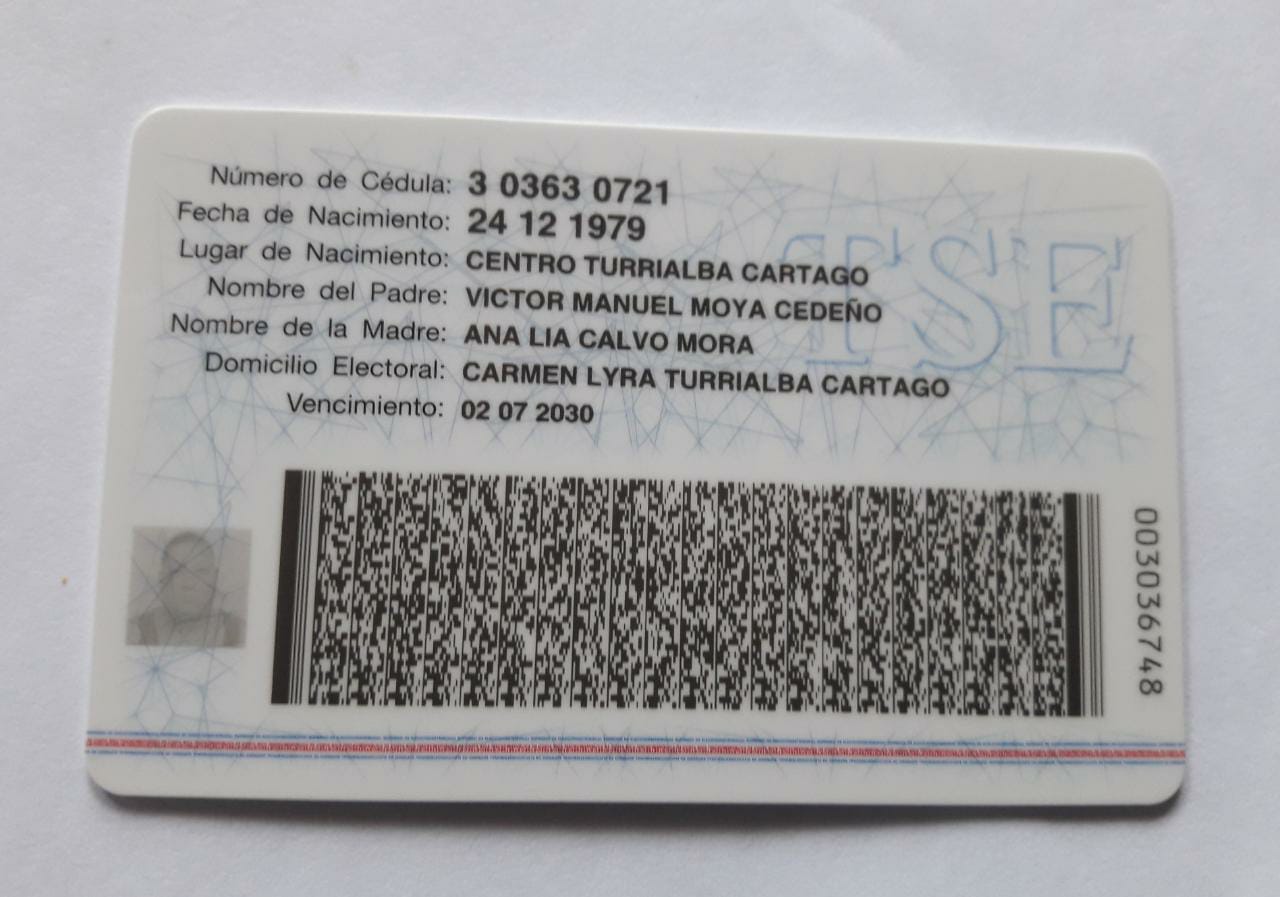 Número de Cédula: 3 0363 0721
Fecha de Nacimiento: 24 12 1979
Lugar de Nacimiento: CENTRO TURRIALBA CARTAGO
Nombre del Padre: VICTOR MANUEL MOYA CEDEÑO
Nombre de la Madre: ANA LIA CALVO MORA
Domicilio Electoral: CARMEN LYRA TURRIALBA CARTAGO
Vencimiento: 02 07 2030
TSE
003036748